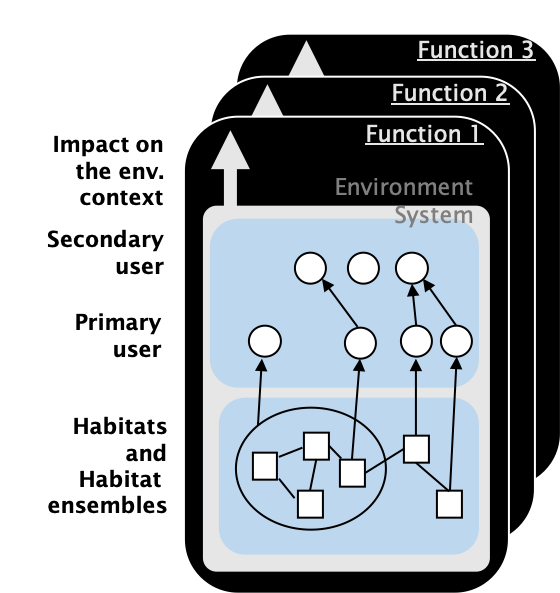 Function 3
Function 2
Function 1
Impact on
the env.
context
Environment
System
Secondary
user
Primary
user
Habitats
and
Habitat
ensembles